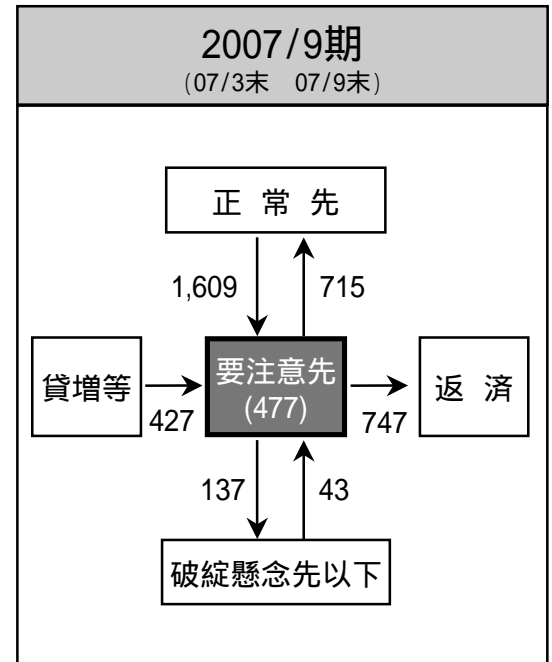 2007/9期
(07/3末 07/9末)
正 常 先
1,609
715
貸増等
427
要注意先
(477)
747
返 済
137
43
破綻懸念先以下